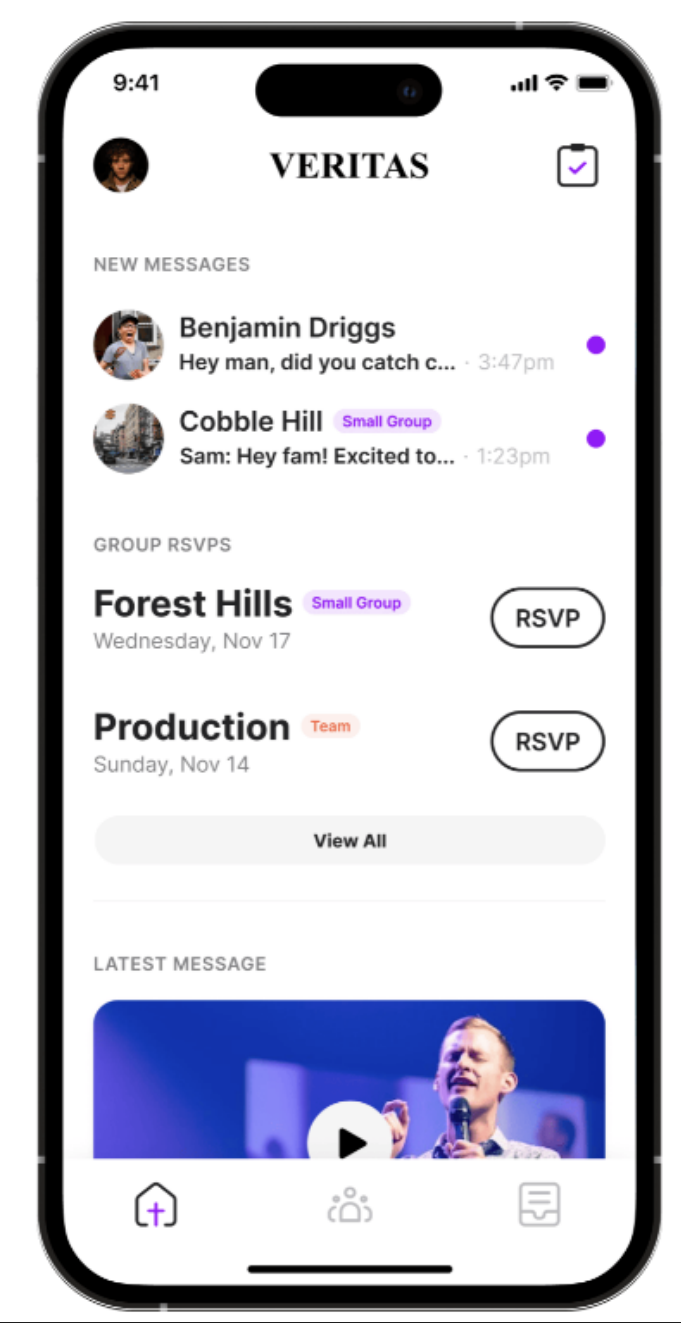 9:41
VERITAS
NEW MESSAGES
Benjamin Driggs
Hey man, did you catch c... · 3:47pm
Cobble Hill Small Group
Sam: Hey fam! Excited to... · 1:23pm
GROUP RSVPS
Forest Hills Small Group
Wednesday, Nov 17
RSVP
Production Team
Sunday, Nov 14
RSVP
View All
LATEST MESSAGE